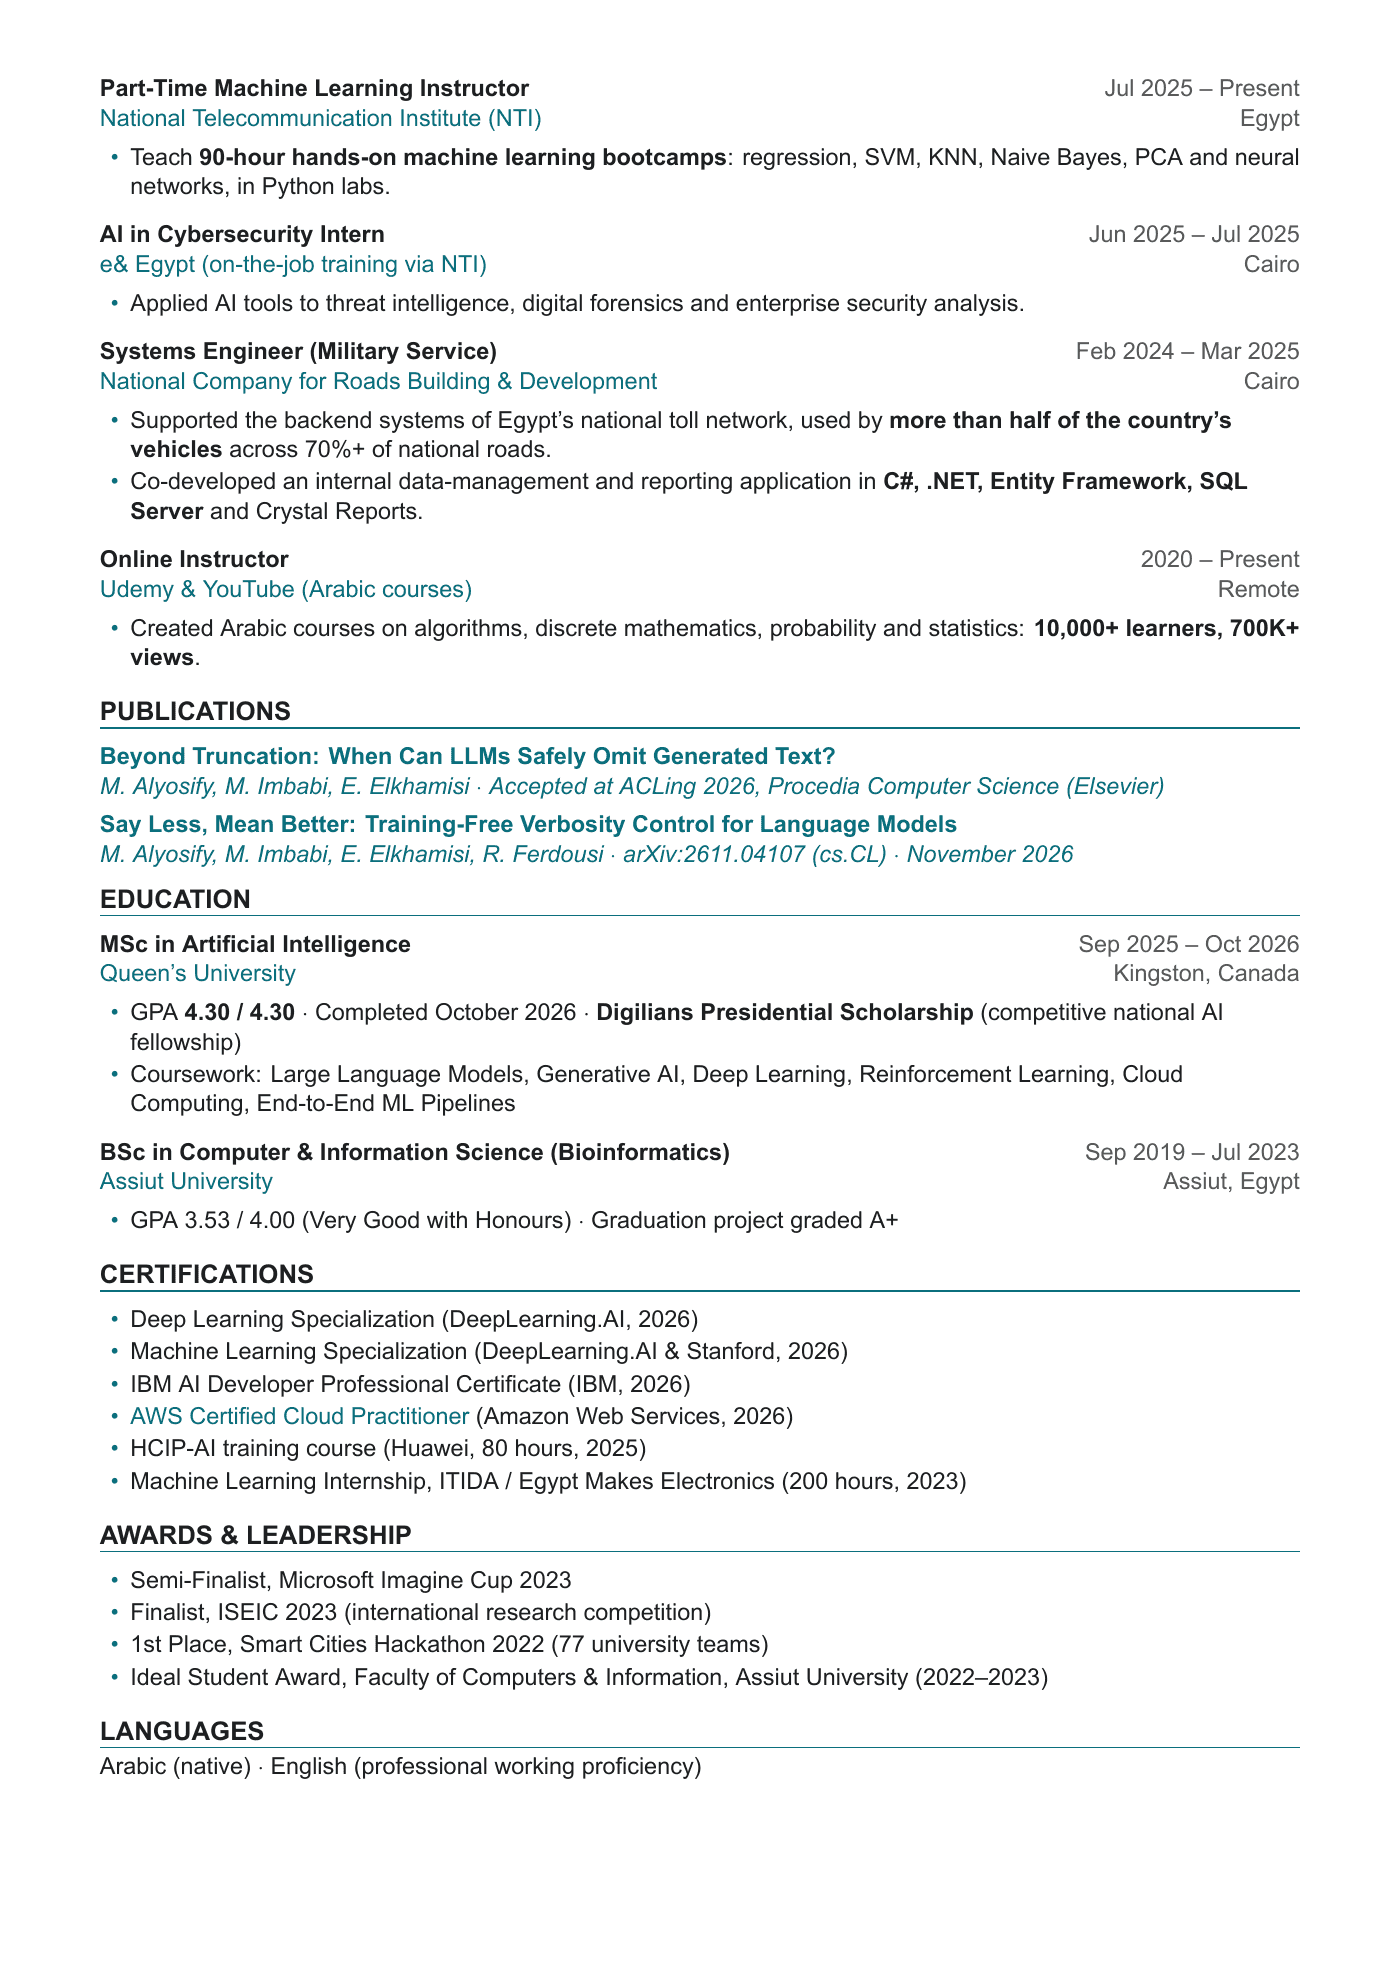 Part-Time Machine Learning Instructor Jul 2025 – Present
National Telecommunication Institute (NTI) Egypt
• Teach 90-hour hands-on machine learning bootcamps: regression, SVM, KNN, Naive Bayes, PCA and neural
networks, in Python labs.
AI in Cybersecurity Intern Jun 2025 – Jul 2025
e& Egypt (on-the-job training via NTI) Cairo
• Applied AI tools to threat intelligence, digital forensics and enterprise security analysis.
Systems Engineer (Military Service) Feb 2024 – Mar 2025
National Company for Roads Building & Development Cairo
• Supported the backend systems of Egypt’s national toll network, used by more than half of the country’s
vehicles across 70%+ of national roads.
• Co-developed an internal data-management and reporting application in C#, .NET, Entity Framework, SQL
Server and Crystal Reports.
Online Instructor 2020 – Present
Udemy & YouTube (Arabic courses) Remote
• Created Arabic courses on algorithms, discrete mathematics, probability and statistics: 10,000+ learners, 700K+
views.
PUBLICATIONS
Beyond Truncation: When Can LLMs Safely Omit Generated Text?
M. Alyosify, M. Imbabi, E. Elkhamisi · Accepted at ACLing 2026, Procedia Computer Science (Elsevier)
Say Less, Mean Better: Training-Free Verbosity Control for Language Models
M. Alyosify, M. Imbabi, E. Elkhamisi, R. Ferdousi · arXiv:2611.04107 (cs.CL) · November 2026
EDUCATION
MSc in Artificial Intelligence Sep 2025 – Oct 2026
Queen’s University Kingston, Canada
• GPA 4.30 / 4.30 · Completed October 2026 · Digilians Presidential Scholarship (competitive national AI
fellowship)
• Coursework: Large Language Models, Generative AI, Deep Learning, Reinforcement Learning, Cloud
Computing, End-to-End ML Pipelines
BSc in Computer & Information Science (Bioinformatics) Sep 2019 – Jul 2023
Assiut University Assiut, Egypt
• GPA 3.53 / 4.00 (Very Good with Honours) · Graduation project graded A+
CERTIFICATIONS
• Deep Learning Specialization (DeepLearning.AI, 2026)
• Machine Learning Specialization (DeepLearning.AI & Stanford, 2026)
• IBM AI Developer Professional Certificate (IBM, 2026)
• AWS Certified Cloud Practitioner (Amazon Web Services, 2026)
• HCIP-AI training course (Huawei, 80 hours, 2025)
• Machine Learning Internship, ITIDA / Egypt Makes Electronics (200 hours, 2023)
AWARDS & LEADERSHIP
• Semi-Finalist, Microsoft Imagine Cup 2023
• Finalist, ISEIC 2023 (international research competition)
• 1st Place, Smart Cities Hackathon 2022 (77 university teams)
• Ideal Student Award, Faculty of Computers & Information, Assiut University (2022–2023)
LANGUAGES
Arabic (native) · English (professional working proficiency)